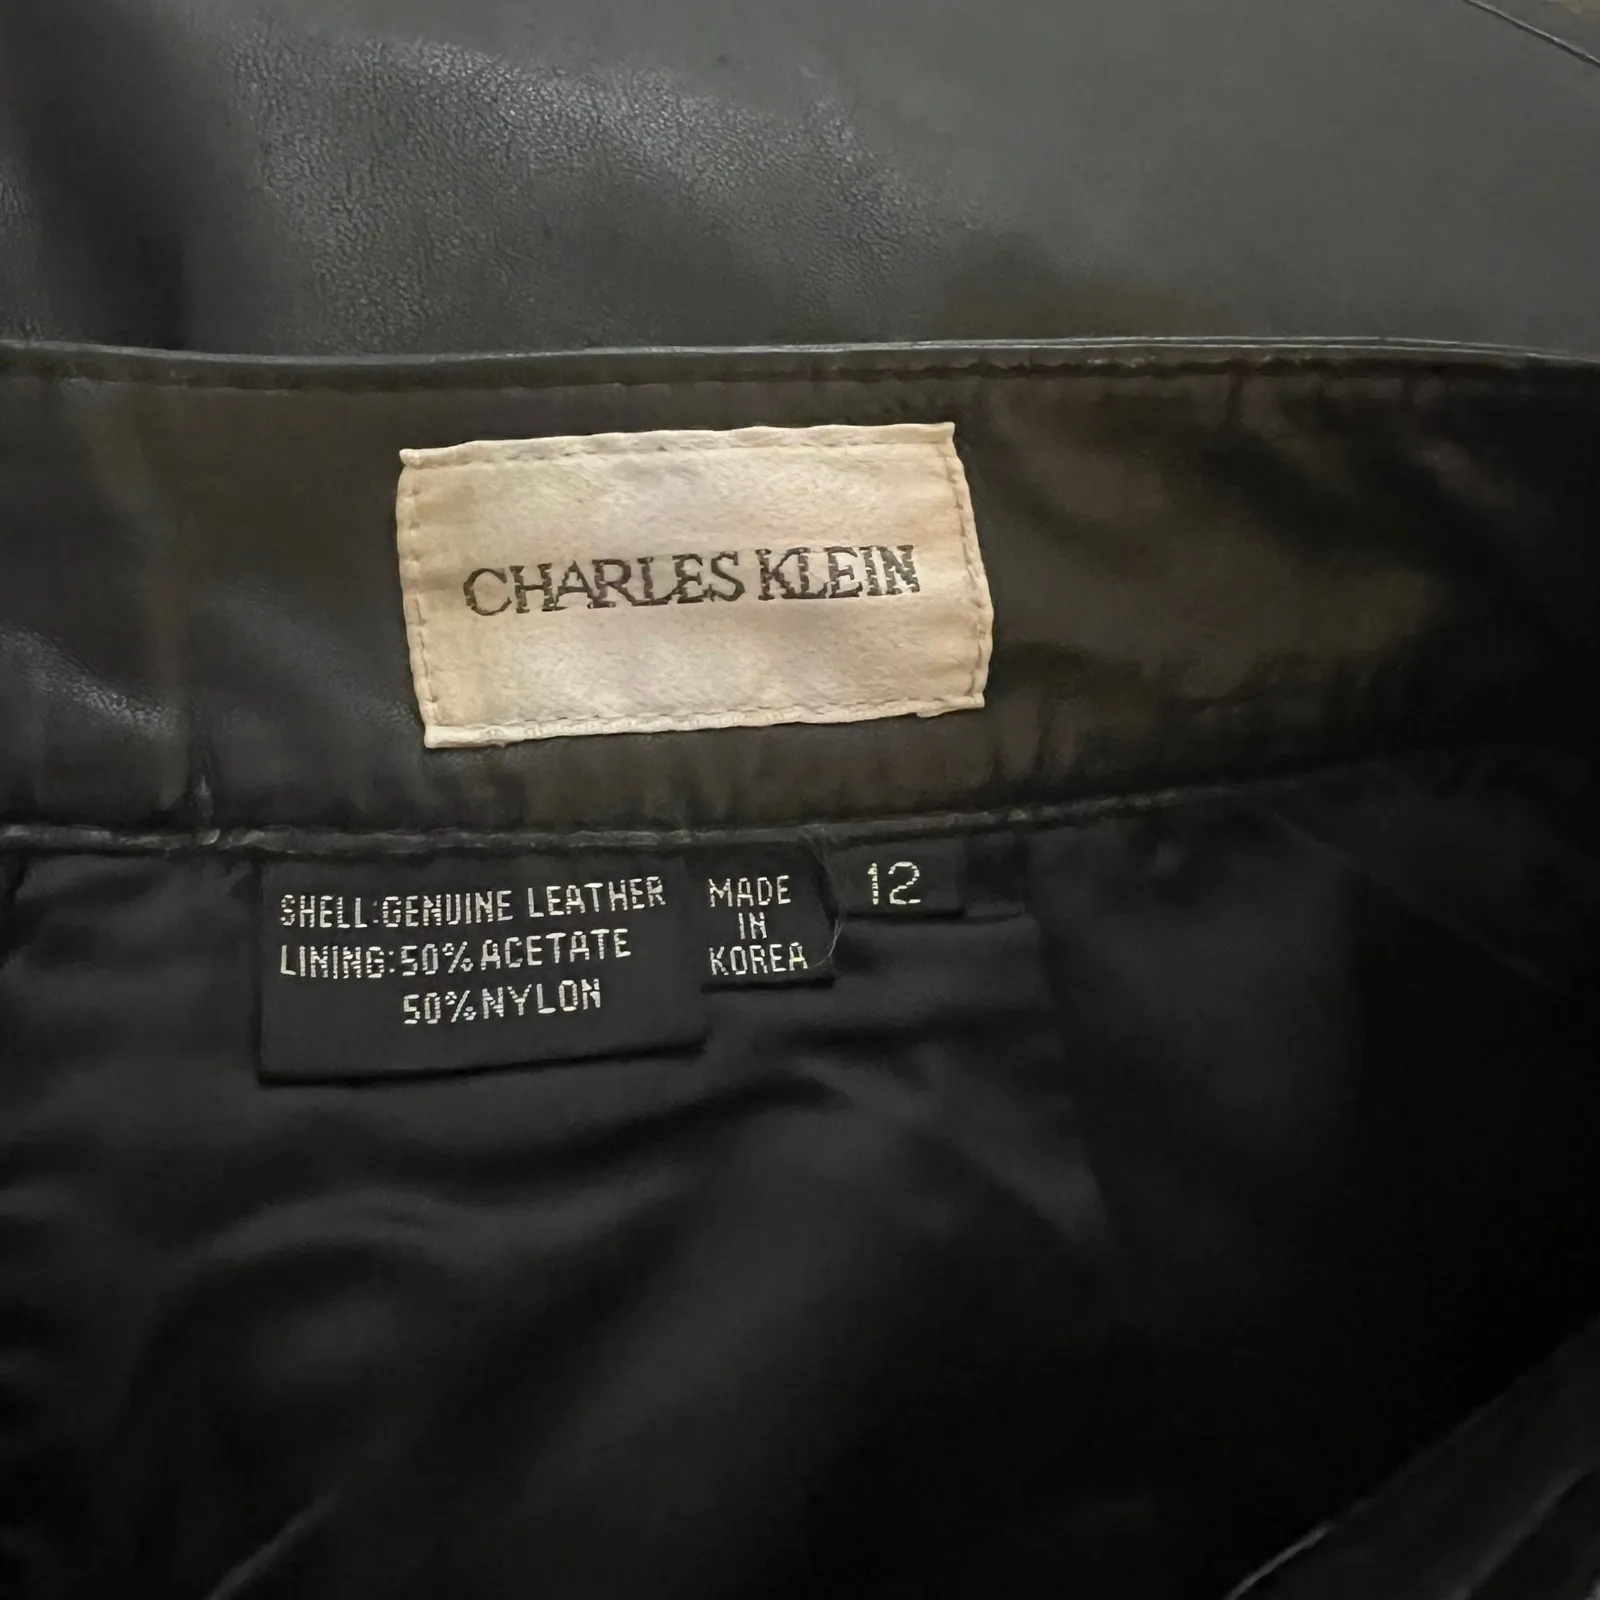 CHARLES KLEIN
SHELL:GENUINE LEATHER
LINING:50% ACETATE
50% NYLON
MADE
IN
KOREA
12